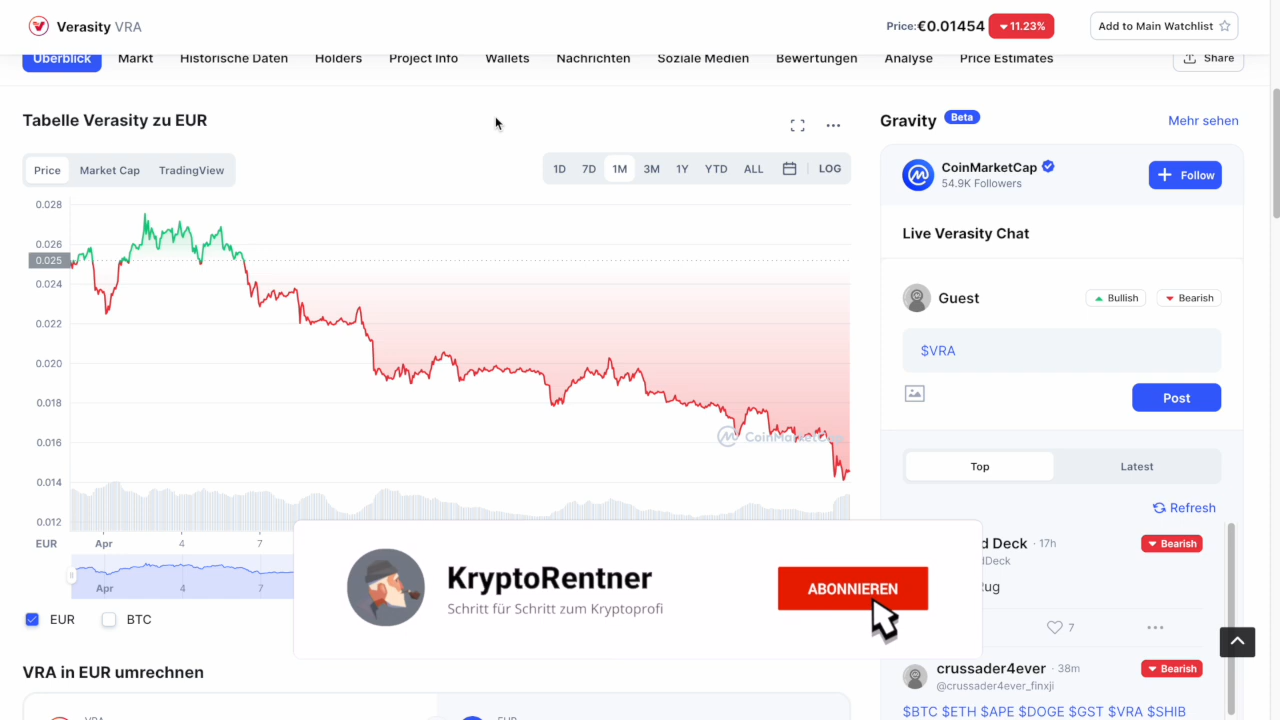 Verasity VRA
Price: €0.01454
11.23%
Add to Main Watchlist
Überblick
Markt
Historische Daten
Holders
Project Info
Wallets
Nachrichten
Soziale Medien
Bewertungen
Analyse
Price Estimates
Share
Tabelle Verasity zu EUR
Price
Market Cap
TradingView
1D
7D
1M
3M
1Y
YTD
ALL
LOG
0.028
0.026
0.025
0.024
0.022
0.020
0.018
0.016
0.014
0.012
CoinMarketCap
EUR
Apr
4
7
Apr
4
7
EUR
BTC
VRA in EUR umrechnen
VRA
EUR
KryptoRentner
Schritt für Schritt zum Kryptoprofi
ABONNIEREN
Gravity Beta
Mehr sehen
CoinMarketCap
54.9K Followers
Follow
Live Verasity Chat
Guest
Bullish
Bearish
$VRA
Post
Top
Latest
Refresh
d Deck · 17h
Bearish
dDeck
7
crussader4ever · 38m
Bearish
@crussader4ever_finxji
$BTC $ETH $APE $DOGE $GST $VRA $SHIB